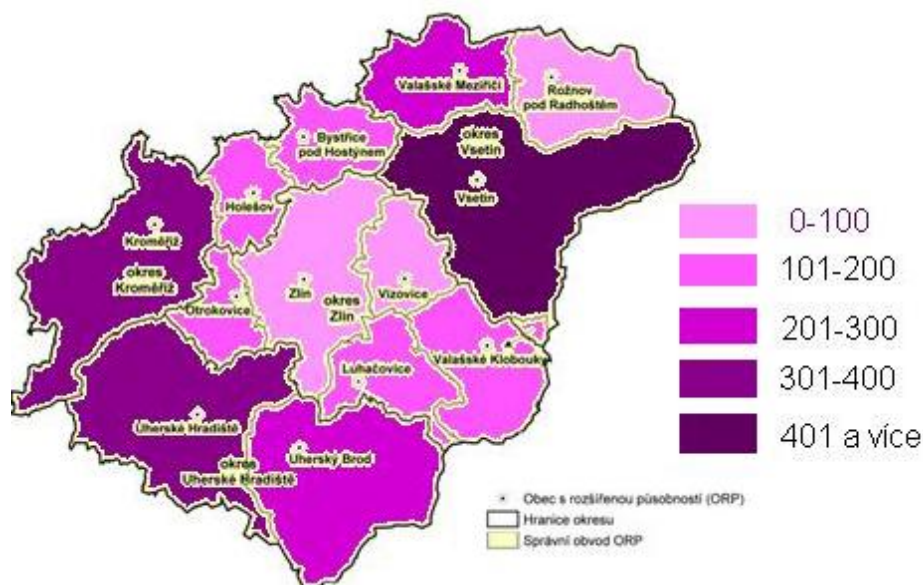 Valašské Meziříčí
Rožnov
pod Radhoštěm
Bystřice
pod Hostýnem
okres
Vsetín
Vsetín
Holešov
Kroměříž
okres
Kroměříž
Otrokovice
Zlín
okres
Zlín
Vizovice
Luhačovice
Valašské Klobouky
Uherské Hradiště
okres
Uherské Hradiště
Uherský Brod
0-100
101-200
201-300
301-400
401 a více
Obec s rozšířenou působností (ORP)
Hranice okresu
Správní obvod ORP